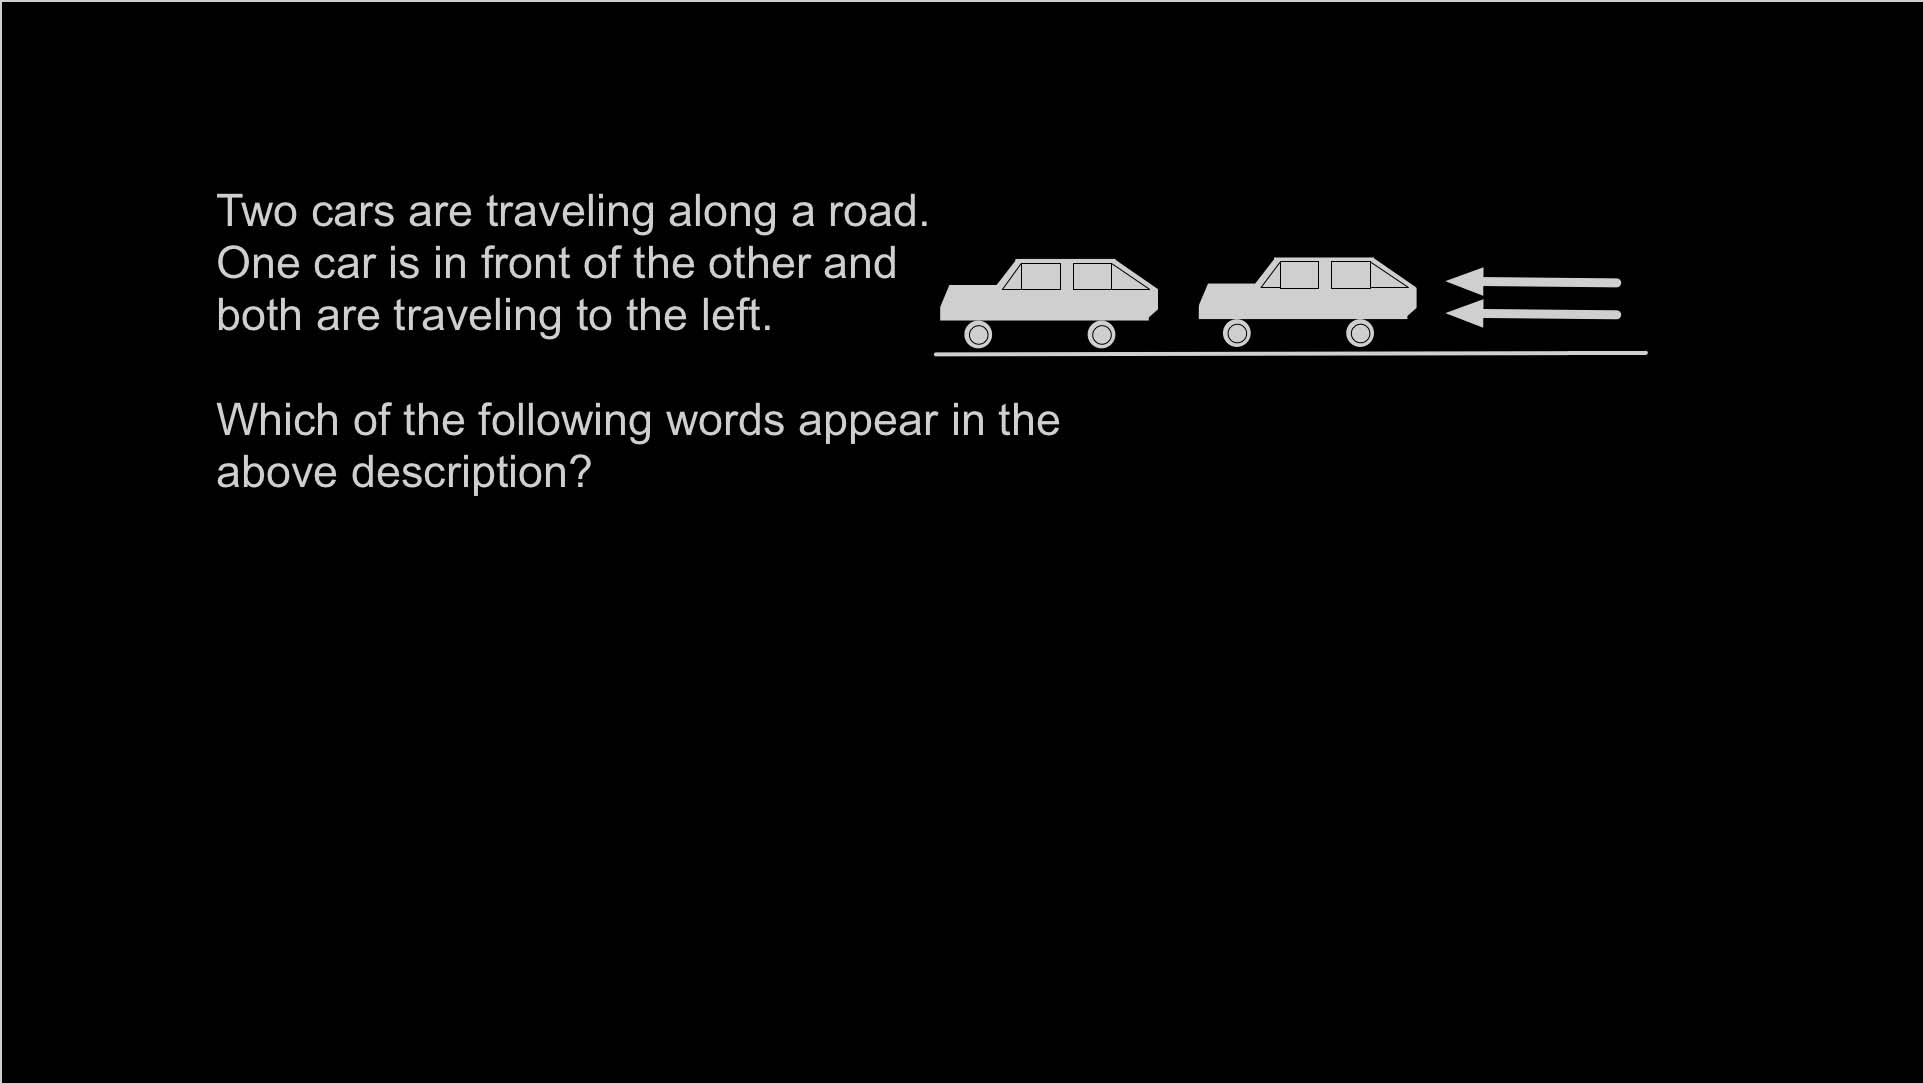 Two cars are traveling along a road.
One car is in front of the other and
both are traveling to the left.
Which of the following words appear in the
above description?